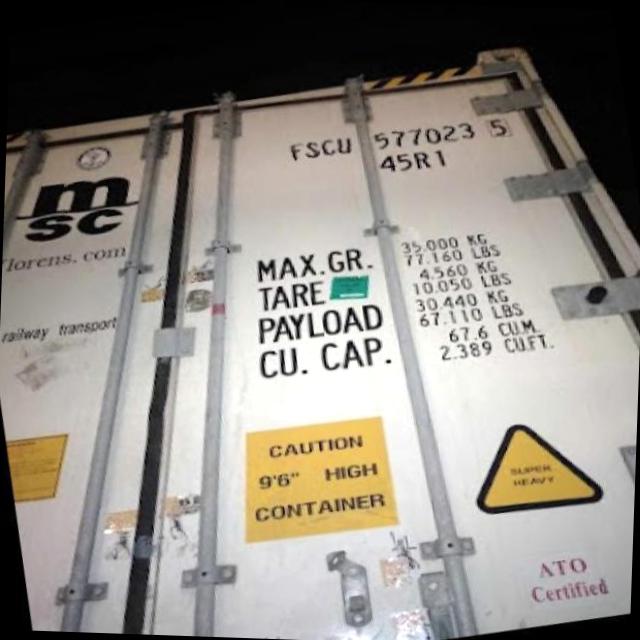 FSCU 577023 5
45R1
msc
florens.com
railway transport
MAX.GR. 35.000 KG
77.160 LBS
TARE 4.560 KG
10.050 LBS
PAYLOAD 30.440 KG
67.110 LBS
CU. CAP. 67.6 CU.M.
2.389 CU.FT.
CAUTION
9'6" HIGH
CONTAINER
SUPER
HEAVY
ATO
Certified